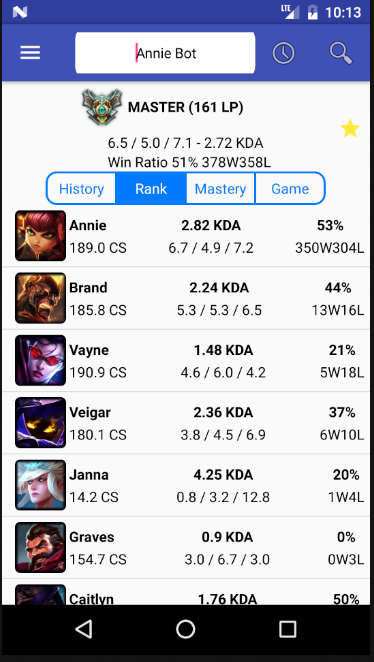 LTE 10:13
Annie Bot
MASTER (161 LP)
6.5 / 5.0 / 7.1 - 2.72 KDA
Win Ratio 51% 378W358L
History Rank Mastery Game
Annie 2.82 KDA 53%
189.0 CS 6.7 / 4.9 / 7.2 350W304L
Brand 2.24 KDA 44%
185.8 CS 5.3 / 5.3 / 6.5 13W16L
Vayne 1.48 KDA 21%
190.9 CS 4.6 / 6.0 / 4.2 5W18L
Veigar 2.36 KDA 37%
180.1 CS 3.8 / 4.5 / 6.9 6W10L
Janna 4.25 KDA 20%
14.2 CS 0.8 / 3.2 / 12.8 1W4L
Graves 0.9 KDA 0%
154.7 CS 3.0 / 6.7 / 3.0 0W3L
Caitlyn 1.76 KDA 50%